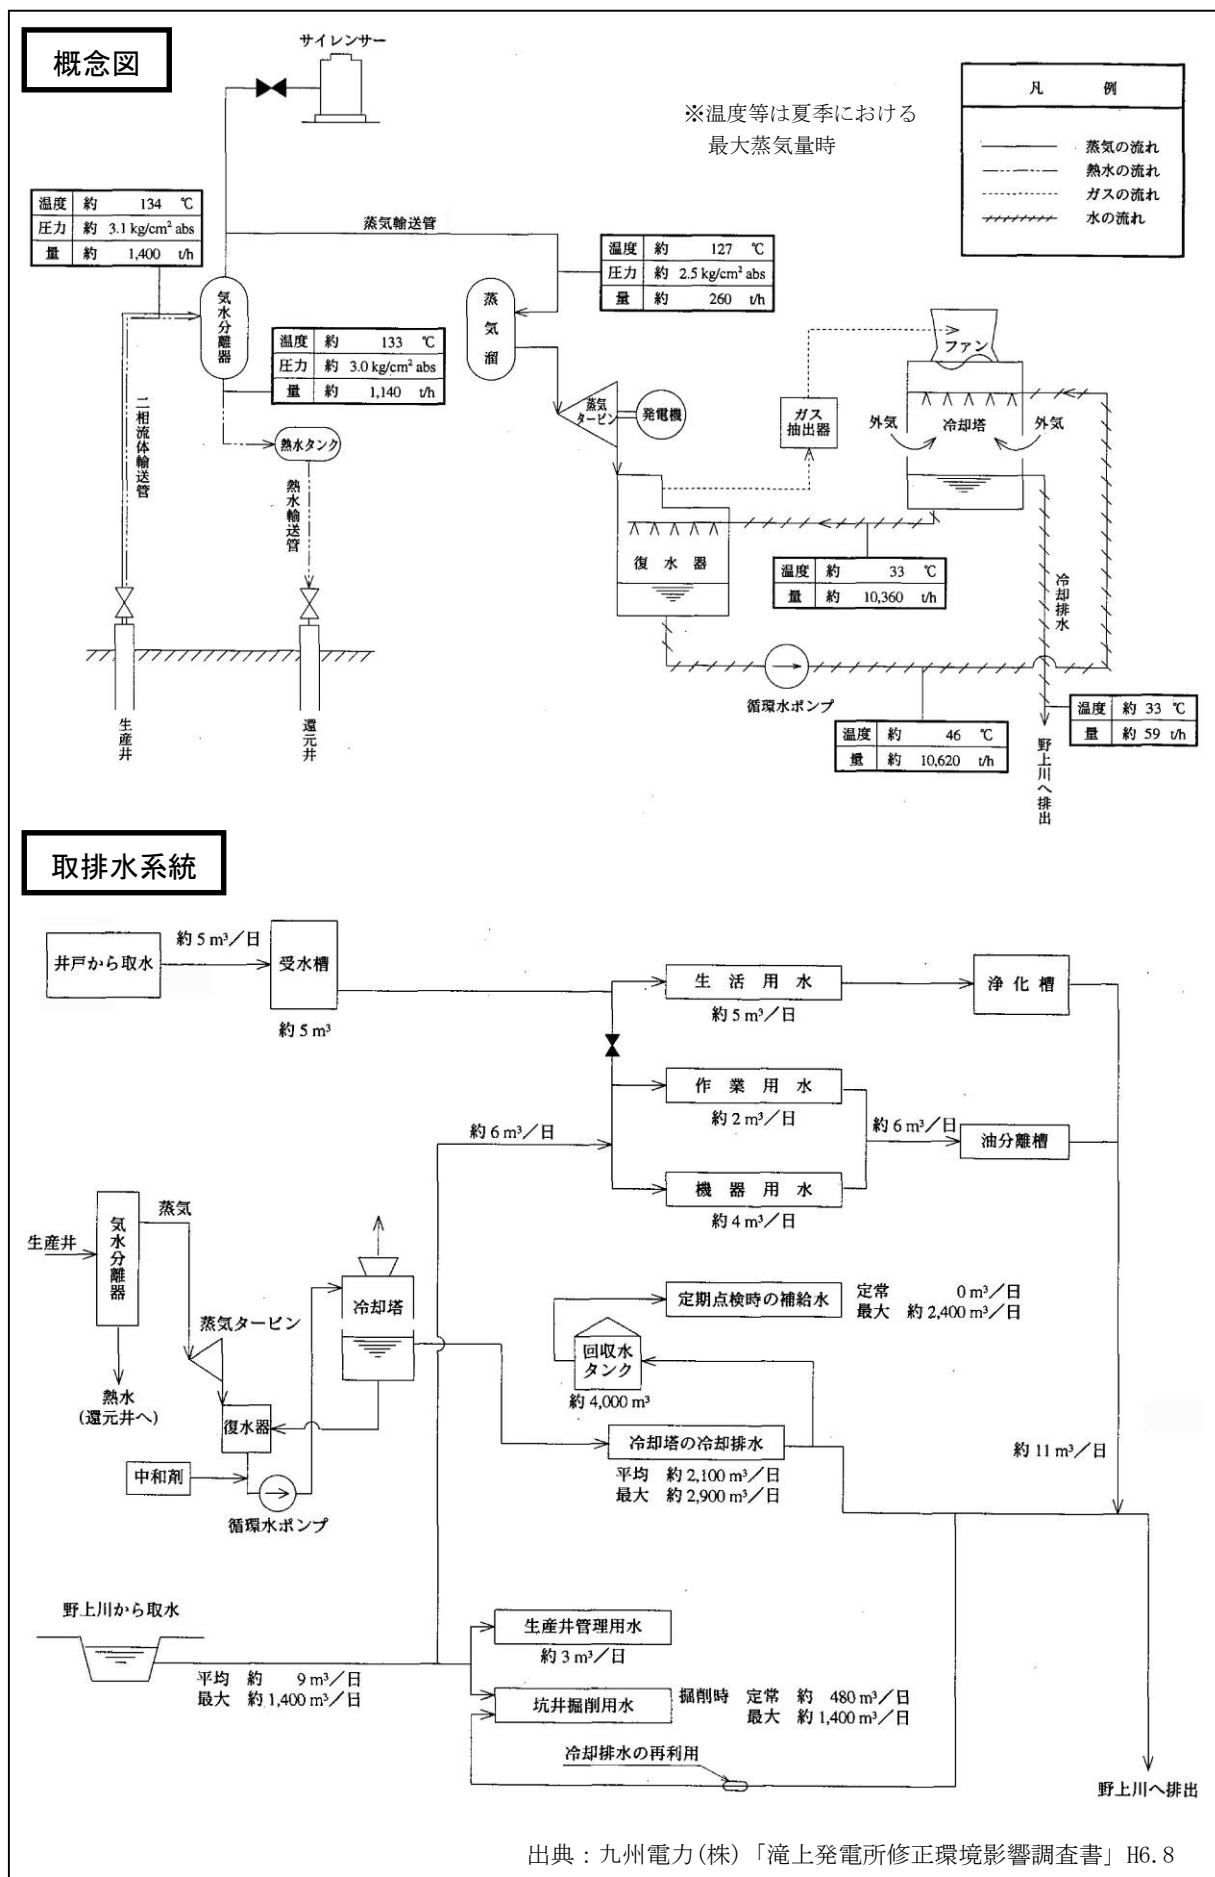 概念図
サイレンサー
※温度等は夏季における
最大蒸気量時
凡 例
蒸気の流れ
熱水の流れ
ガスの流れ
水の流れ
温度 約 134 ℃
圧力 約 3.1 kg/cm² abs
量 約 1,400 t/h
蒸気輸送管
温度 約 127 ℃
圧力 約 2.5 kg/cm² abs
量 約 260 t/h
気水分離器
蒸気溜
温度 約 133 ℃
圧力 約 3.0 kg/cm² abs
量 約 1,140 t/h
ファン
二相流体輸送管
蒸気
タービン
発電機
ガス
抽出器
外気
冷却塔
外気
熱水タンク
熱水輸送管
復水器
温度 約 33 ℃
量 約 10,360 t/h
冷却排水
循環水ポンプ
生産井
還元井
温度 約 46 ℃
量 約 10,620 t/h
温度 約 33 ℃
量 約 59 t/h
野上川へ排出
取排水系統
井戸から取水
約 5 m³/日
受水槽
約 5 m³
生活用水
約 5 m³/日
浄化槽
作業用水
約 2 m³/日
約 6 m³/日
約 6 m³/日
油分離槽
機器用水
約 4 m³/日
生産井
気水分離器
蒸気
蒸気タービン
熱水
(還元井へ)
冷却塔
復水器
中和剤
循環水ポンプ
定期点検時の補給水
定常 0 m³/日
最大 約 2,400 m³/日
回収水
タンク
約 4,000 m³
冷却塔の冷却排水
平均 約 2,100 m³/日
最大 約 2,900 m³/日
約 11 m³/日
野上川から取水
平均 約 9 m³/日
最大 約 1,400 m³/日
生産井管理用水
約 3 m³/日
坑井掘削用水
掘削時 定常 約 480 m³/日
最大 約 1,400 m³/日
冷却排水の再利用
野上川へ排出
出典：九州電力(株)「滝上発電所修正環境影響調査書」H6.8